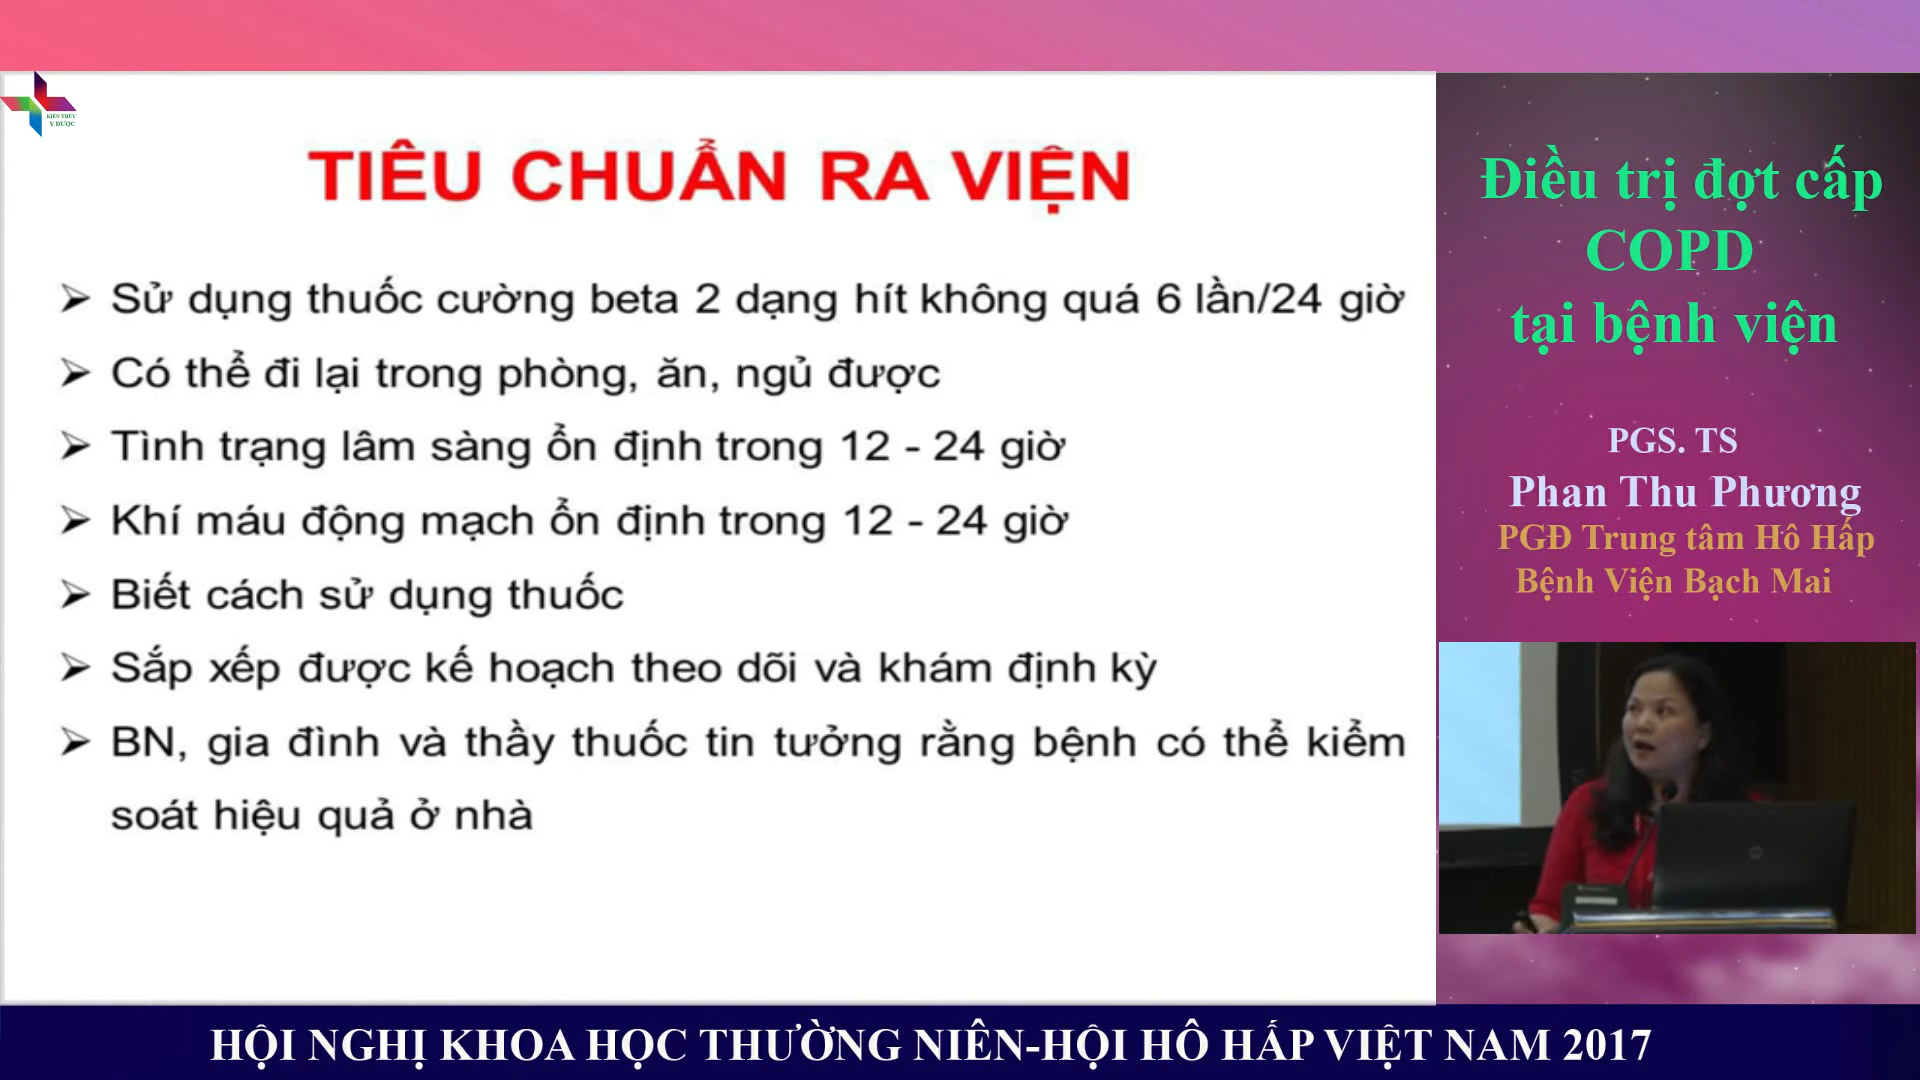 KIẾN THỨC
Y DƯỢC
TIÊU CHUẨN RA VIỆN
Sử dụng thuốc cường beta 2 dạng hít không quá 6 lần/24 giờ
Có thể đi lại trong phòng, ăn, ngủ được
Tình trạng lâm sàng ổn định trong 12 - 24 giờ
Khí máu động mạch ổn định trong 12 - 24 giờ
Biết cách sử dụng thuốc
Sắp xếp được kế hoạch theo dõi và khám định kỳ
BN, gia đình và thầy thuốc tin tưởng rằng bệnh có thể kiểm
soát hiệu quả ở nhà
Điều trị đợt cấp
COPD
tại bệnh viện
PGS. TS
Phan Thu Phương
PGĐ Trung tâm Hô Hấp
Bệnh Viện Bạch Mai
HỘI NGHỊ KHOA HỌC THƯỜNG NIÊN-HỘI HÔ HẤP VIỆT NAM 2017